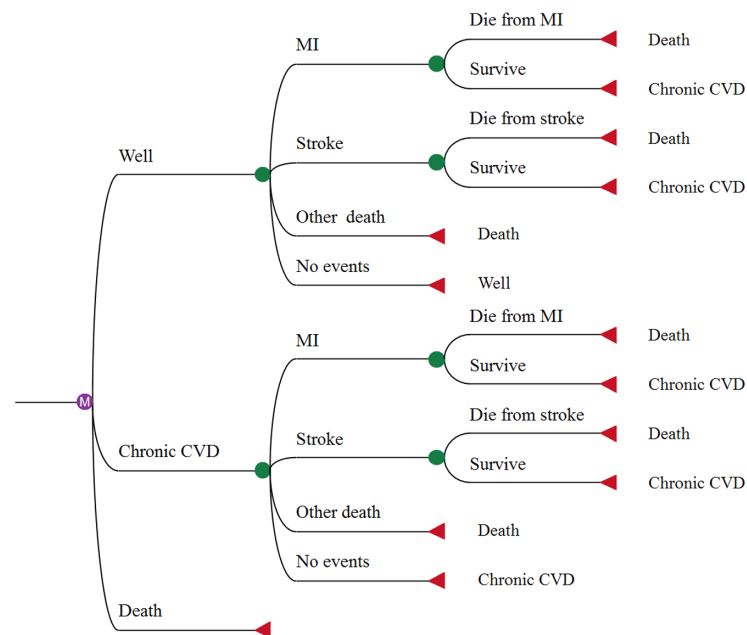 Die from MI
Death
MI
Survive
Chronic CVD
Die from stroke
Death
Stroke
Survive
Chronic CVD
Well
Other death
Death
No events
Well
Die from MI
Death
MI
Survive
Chronic CVD
M
Die from stroke
Death
Stroke
Survive
Chronic CVD
Chronic CVD
Other death
Death
No events
Chronic CVD
Death